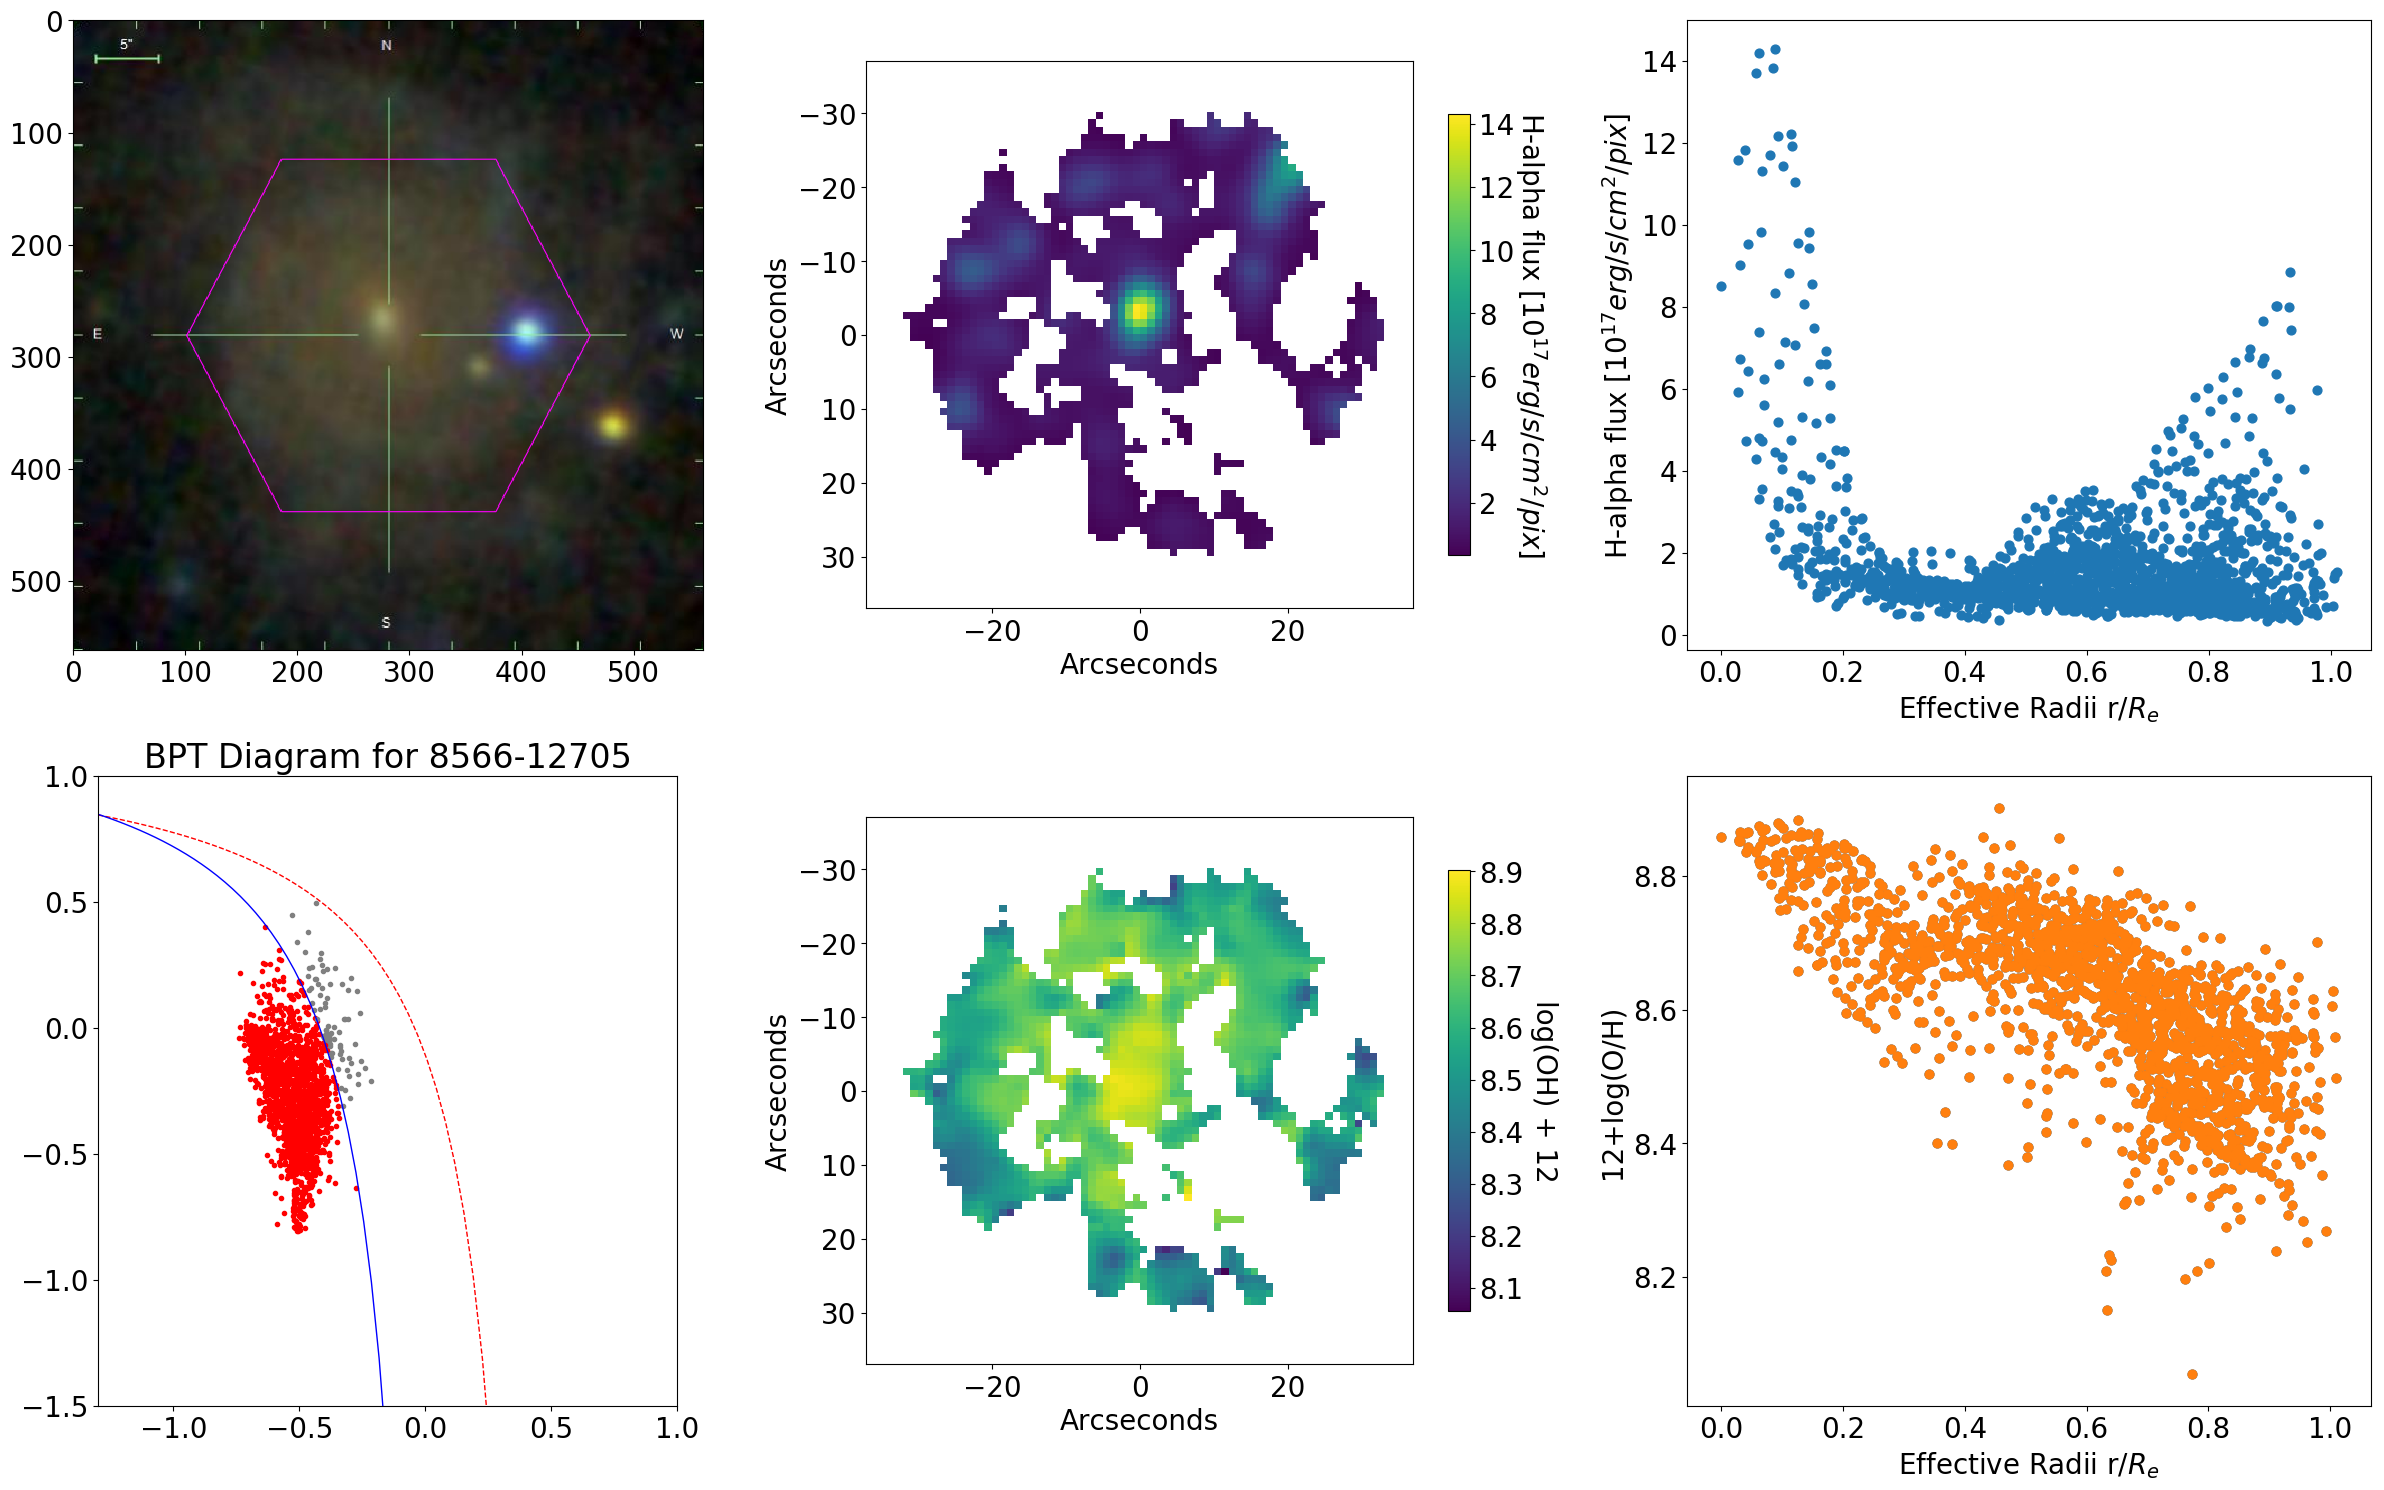 0
100
200
300
400
500
0 100 200 300 400 500
5"
N
E
W
S
−30
−20
−10
0
10
20
30
−20 0 20
Arcseconds
Arcseconds
14
12
10
8
6
4
2
H-alpha flux [10^17 erg/s/cm^2/pix]
14
12
10
8
6
4
2
0
0.0 0.2 0.4 0.6 0.8 1.0
H-alpha flux [10^17 erg/s/cm^2/pix]
Effective Radii r/R_e
BPT Diagram for 8566-12705
1.0
0.5
0.0
−0.5
−1.0
−1.5
−1.0 −0.5 0.0 0.5 1.0
−30
−20
−10
0
10
20
30
−20 0 20
Arcseconds
Arcseconds
8.9
8.8
8.7
8.6
8.5
8.4
8.3
8.2
8.1
log(OH) + 12
8.8
8.6
8.4
8.2
0.0 0.2 0.4 0.6 0.8 1.0
12+log(O/H)
Effective Radii r/R_e